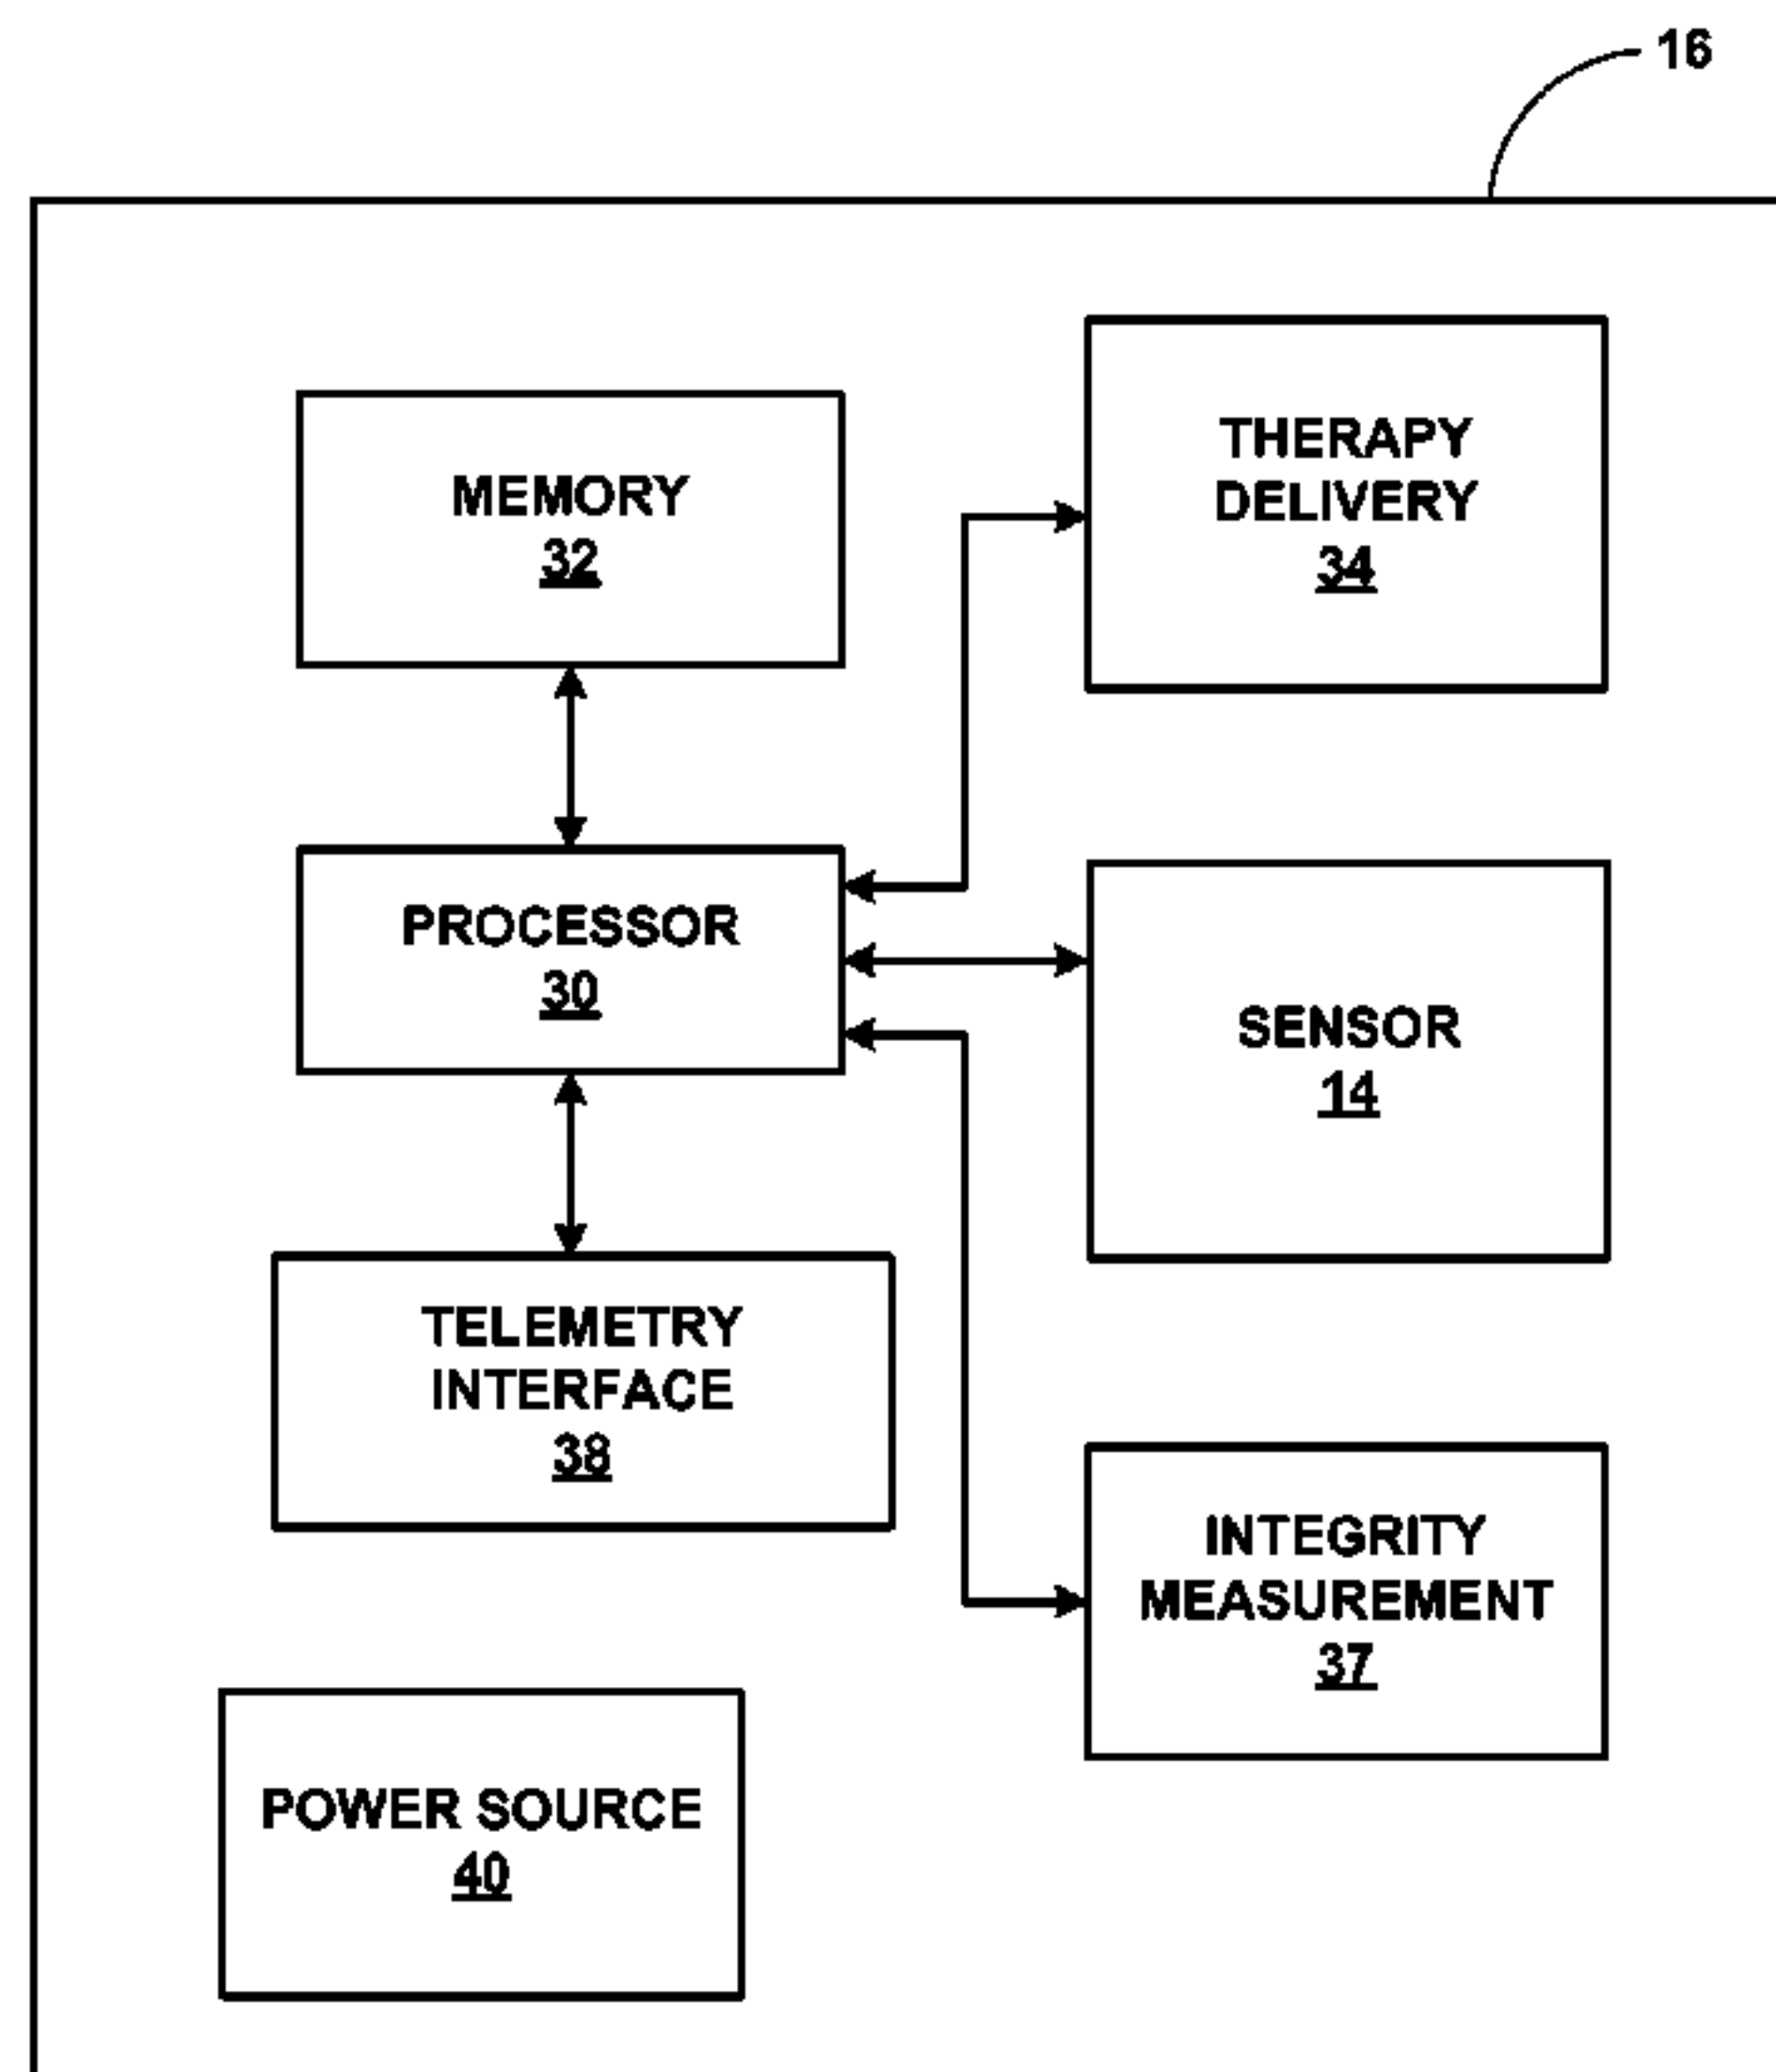 16
MEMORY
32
THERAPY
DELIVERY
34
PROCESSOR
30
SENSOR
14
TELEMETRY
INTERFACE
38
INTEGRITY
MEASUREMENT
37
POWER SOURCE
40